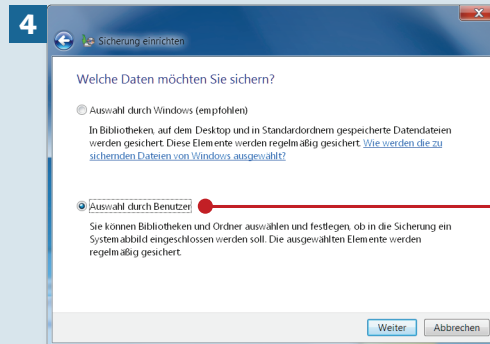 4
Sicherung einrichten
Welche Daten möchten Sie sichern?
Auswahl durch Windows (empfohlen)
In Bibliotheken, auf dem Desktop und in Standardordnern gespeicherte Datendateien
werden gesichert. Diese Elemente werden regelmäßig gesichert. Wie werden die zu
sichernden Dateien von Windows ausgewählt?
Auswahl durch Benutzer
Sie können Bibliotheken und Ordner auswählen und festlegen, ob in die Sicherung ein
Systemabbild eingeschlossen werden soll. Die ausgewählten Elemente werden
regelmäßig gesichert.
Weiter Abbrechen